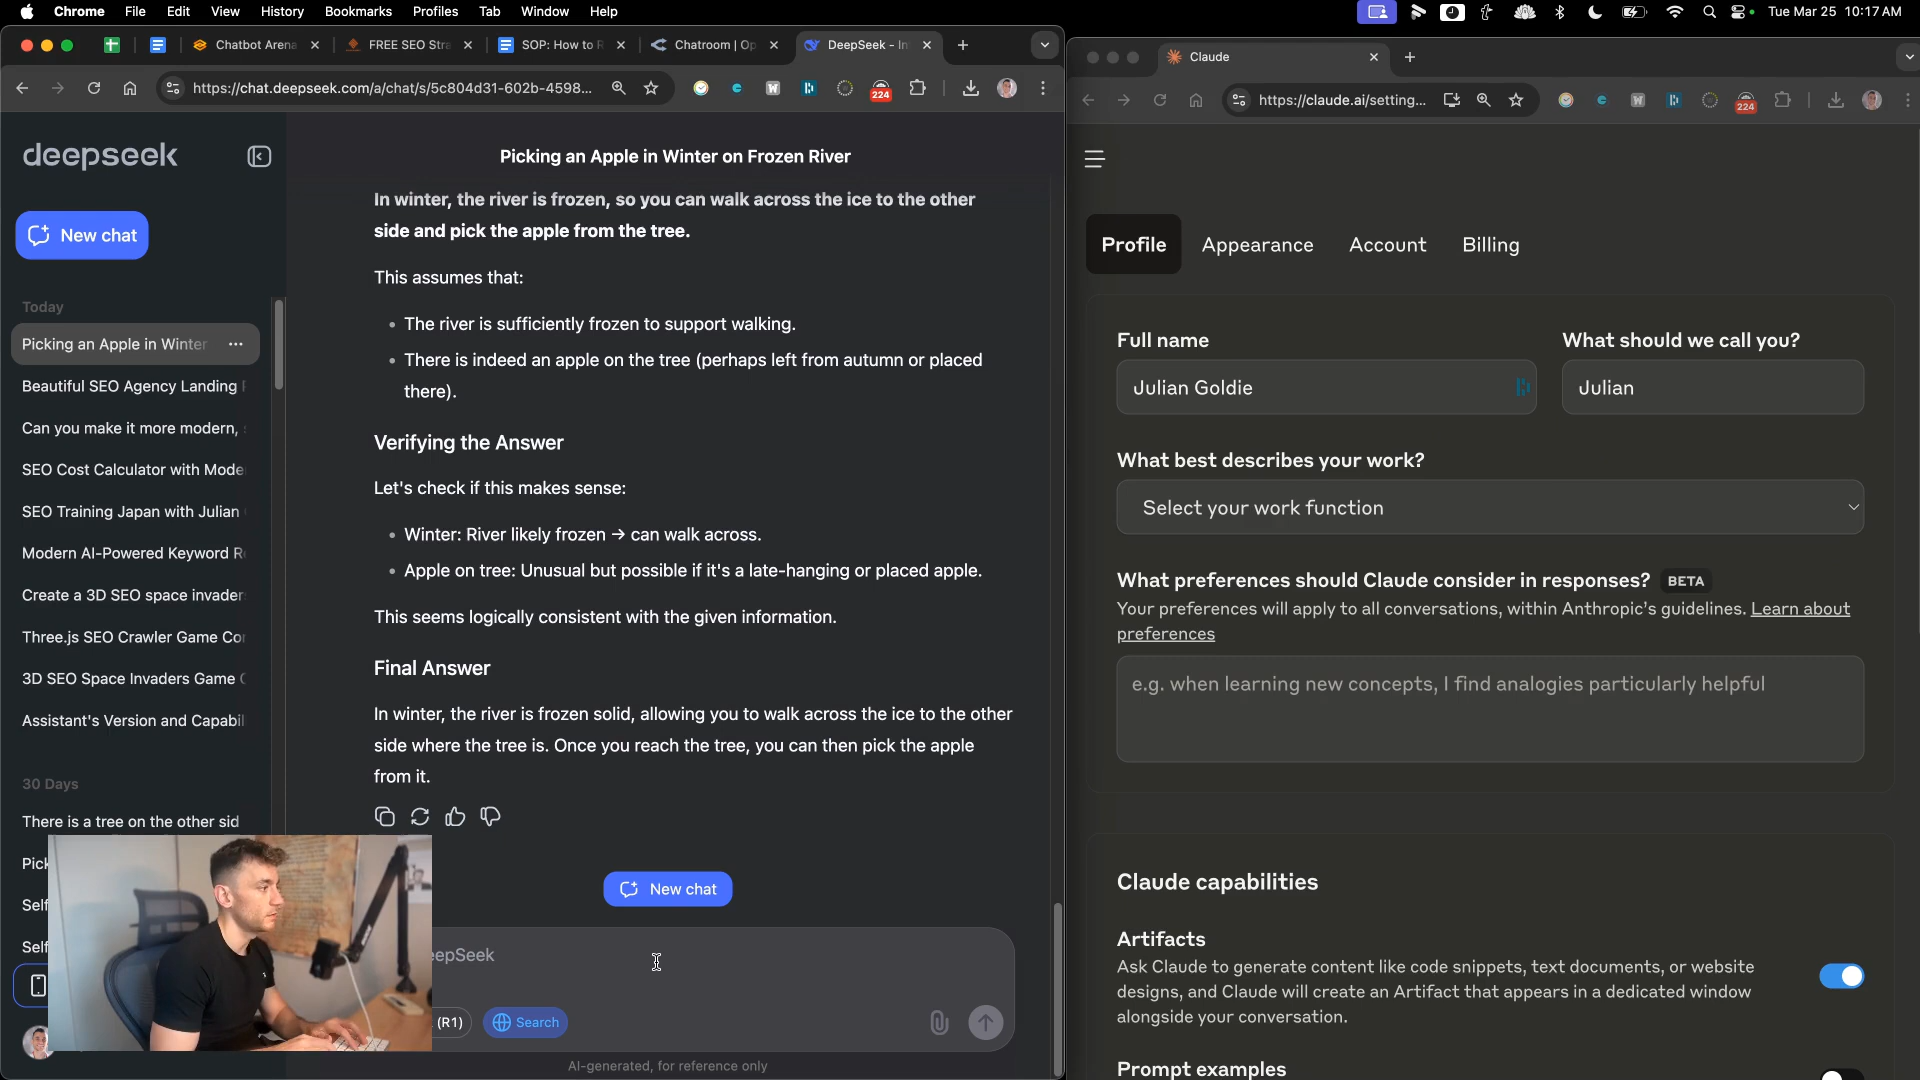 Chrome File Edit View History Bookmarks Profiles Tab Window Help
Tue Mar 25 10:17 AM
Chatbot Arena
FREE SEO Stra
SOP: How to R
Chatroom | Op
DeepSeek - In
https://chat.deepseek.com/a/chat/s/5c804d31-602b-4598...
224
deepseek
New chat
Today
Picking an Apple in Winter
Beautiful SEO Agency Landing
Can you make it more modern,
SEO Cost Calculator with Mode
SEO Training Japan with Julian
Modern AI-Powered Keyword R
Create a 3D SEO space invader
Three.js SEO Crawler Game Co
3D SEO Space Invaders Game
Assistant's Version and Capabil
30 Days
There is a tree on the other sid
Pick
Self
Self
Picking an Apple in Winter on Frozen River
In winter, the river is frozen, so you can walk across the ice to the other
side and pick the apple from the tree.
This assumes that:
• The river is sufficiently frozen to support walking.
• There is indeed an apple on the tree (perhaps left from autumn or placed
there).
Verifying the Answer
Let's check if this makes sense:
• Winter: River likely frozen → can walk across.
• Apple on tree: Unusual but possible if it's a late-hanging or placed apple.
This seems logically consistent with the given information.
Final Answer
In winter, the river is frozen solid, allowing you to walk across the ice to the other
side where the tree is. Once you reach the tree, you can then pick the apple
from it.
New chat
eepSeek
(R1)
Search
AI-generated, for reference only
Claude
https://claude.ai/setting...
224
Profile Appearance Account Billing
Full name
What should we call you?
Julian Goldie
Julian
What best describes your work?
Select your work function
What preferences should Claude consider in responses? BETA
Your preferences will apply to all conversations, within Anthropic's guidelines. Learn about
preferences
e.g. when learning new concepts, I find analogies particularly helpful
Claude capabilities
Artifacts
Ask Claude to generate content like code snippets, text documents, or website
designs, and Claude will create an Artifact that appears in a dedicated window
alongside your conversation.
Prompt examples